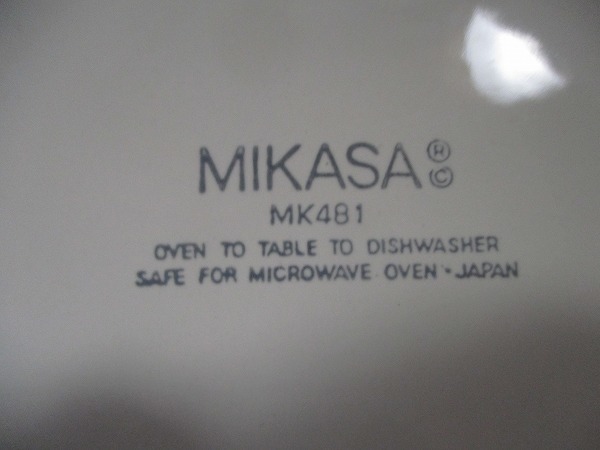 MIKASA ® ©
MK481
OVEN TO TABLE TO DISHWASHER
SAFE FOR MICROWAVE OVEN • JAPAN